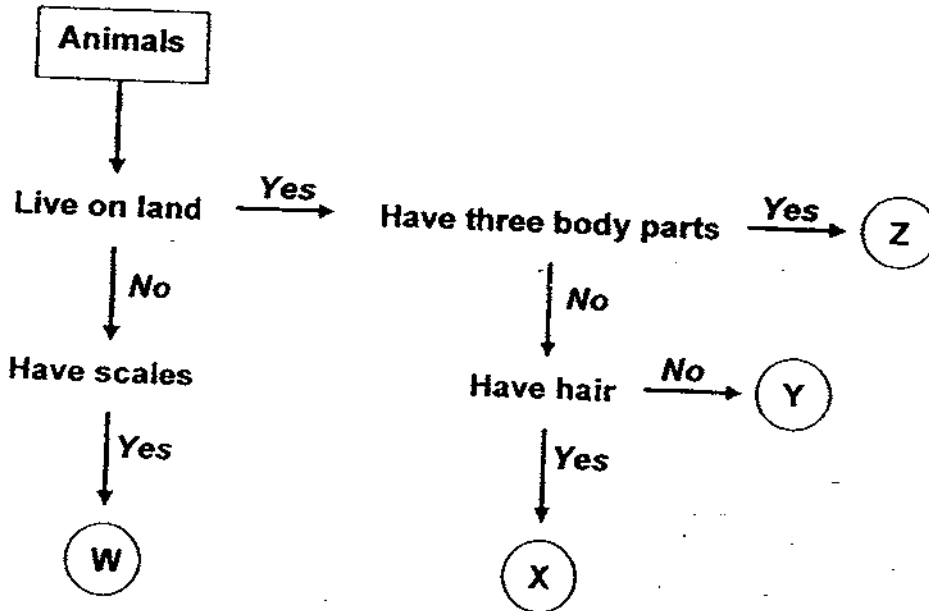 Animals
Live on land
Yes
Have three body parts
Yes
Z
No
No
Have scales
Have hair
No
Y
Yes
Yes
W
X